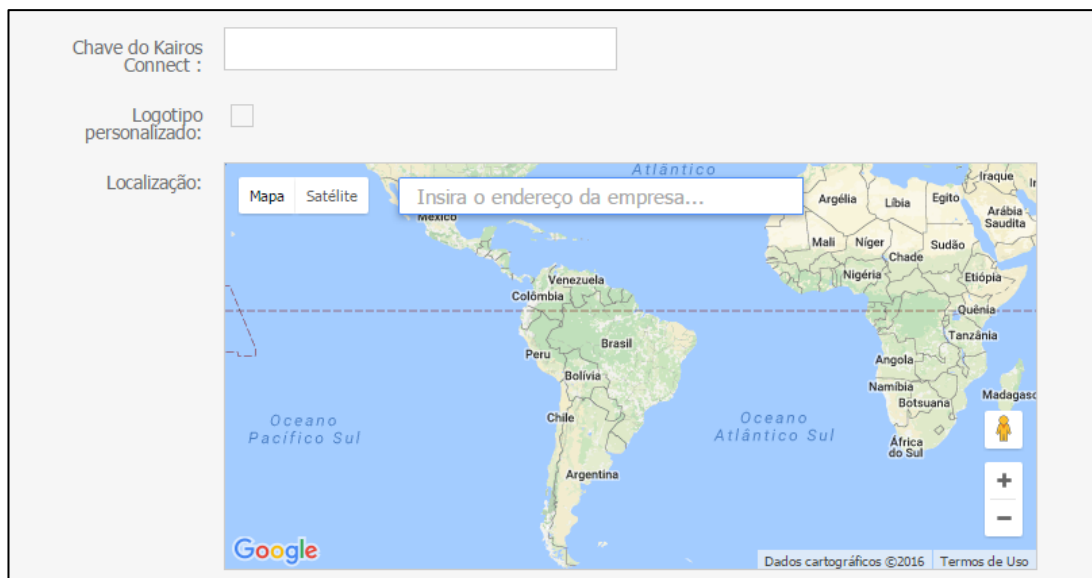 Chave do Kairos
Connect :
Logotipo
personalizado:
Localização:
Mapa Satélite
Insira o endereço da empresa...
Atlântico
México
Iraque
Argélia
Líbia
Egito
Arábia
Saudita
Mali
Níger
Chade
Sudão
Nigéria
Etiópia
Venezuela
Colômbia
Quênia
Tanzânia
Brasil
Peru
Angola
Bolívia
Namíbia
Botsuana
Madagasc
Chile
Oceano
Pacífico Sul
Oceano
Atlântico Sul
África
do Sul
Argentina
Google
Dados cartográficos ©2016 Termos de Uso